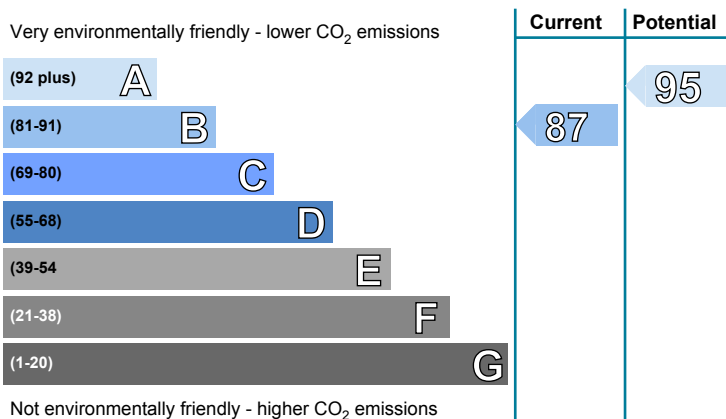 Very environmentally friendly - lower CO2 emissions
Current
Potential
(92 plus) A
95
(81-91) B
87
(69-80) C
(55-68) D
(39-54 E
(21-38) F
(1-20) G
Not environmentally friendly - higher CO2 emissions